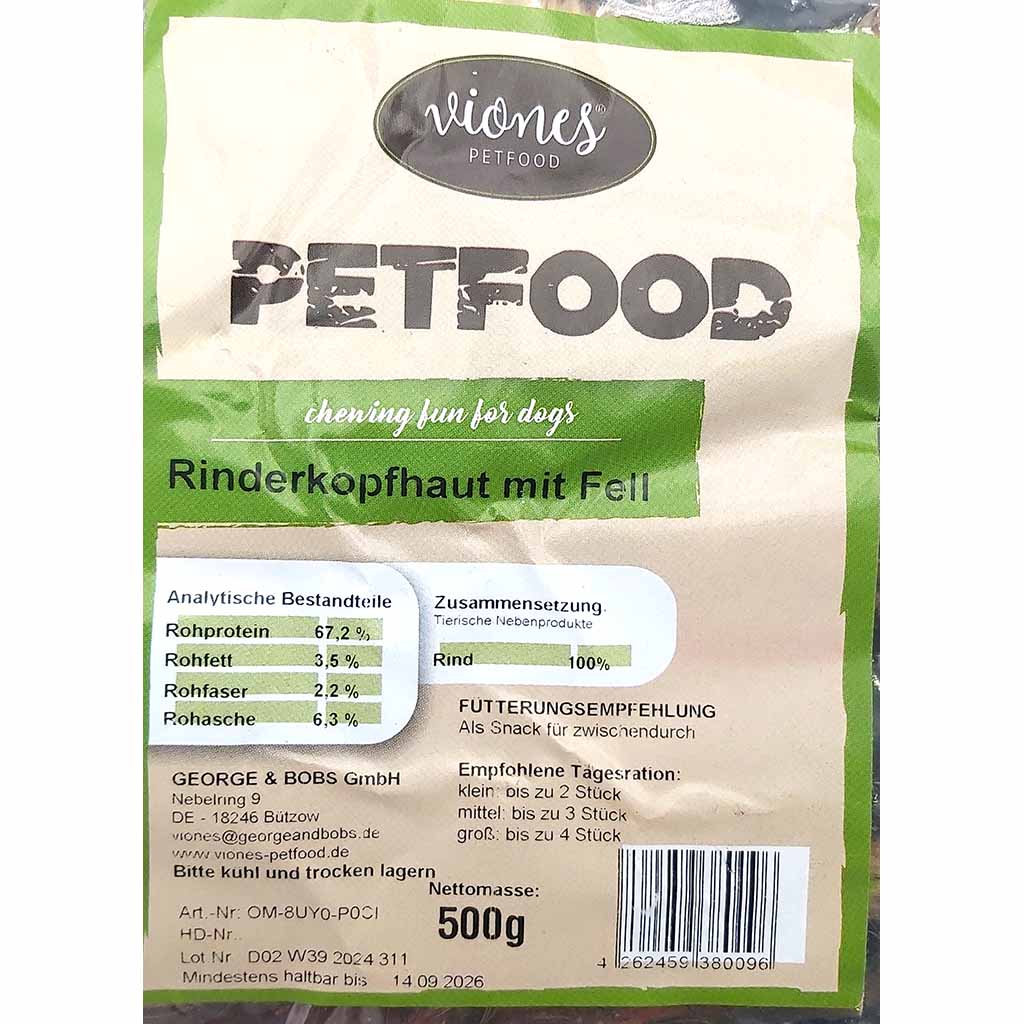 viones®
PETFOOD
PETFOOD
chewing fun for dogs
Rinderkopfhaut mit Fell
Analytische Bestandteile
Rohprotein 67,2 %
Rohfett 3,5 %
Rohfaser 2,2 %
Rohasche 6,3 %
Zusammensetzung:
Tierische Nebenprodukte
Rind 100%
FÜTTERUNGSEMPFEHLUNG
Als Snack für zwischendurch
Empfohlene Tagesration:
klein: bis zu 2 Stück
mittel: bis zu 3 Stück
groß: bis zu 4 Stück
GEORGE & BOBS GmbH
Nebelring 9
DE - 18246 Bützow
viones@georgeandbobs.de
www.viones-petfood.de
Bitte kühl und trocken lagern
Nettomasse:
500g
Art.-Nr: OM-8UY0-P0CI
HD-Nr.:
Lot Nr D02 W39 2024 311
Mindestens haltbar bis 14 09 2026
4 262459 380096